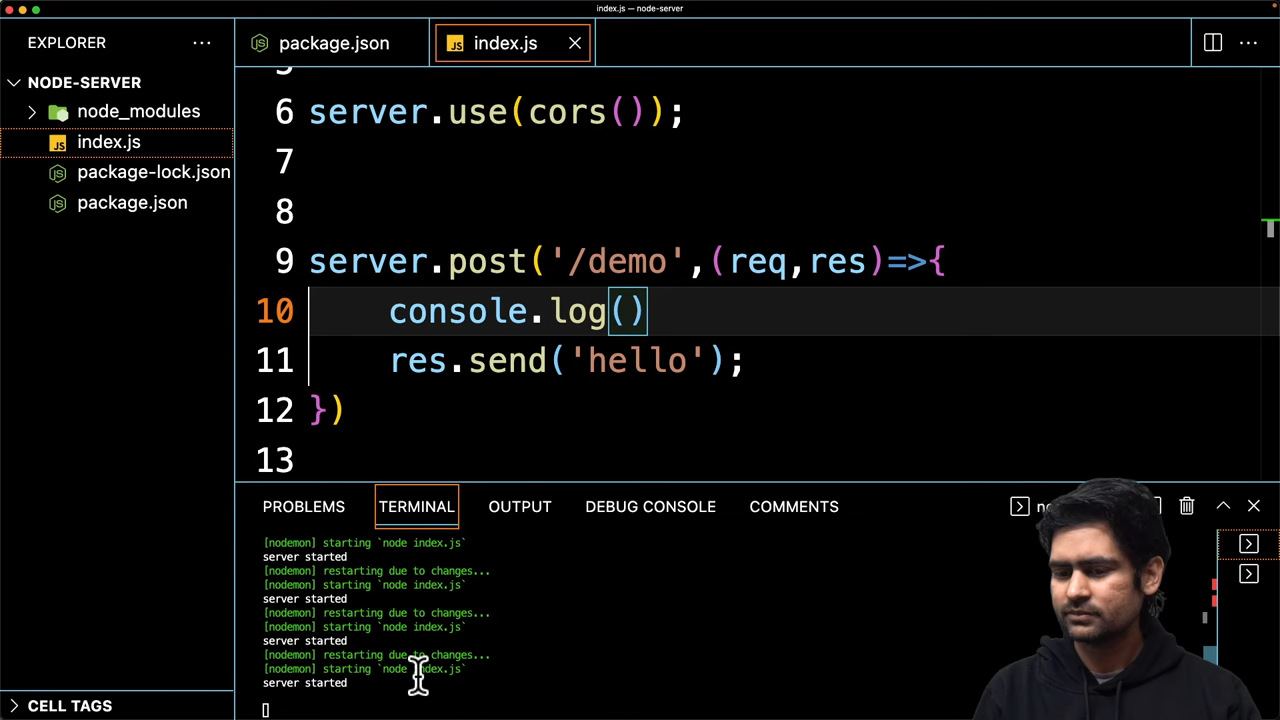 index.js — node-server
EXPLORER
package.json
index.js
NODE-SERVER
node_modules
index.js
package-lock.json
package.json
6 server.use(cors());
7
8
9 server.post('/demo',(req,res)=>{
10 console.log()
11 res.send('hello');
12 })
13
PROBLEMS TERMINAL OUTPUT DEBUG CONSOLE COMMENTS
[nodemon] starting `node index.js`
server started
[nodemon] restarting due to changes...
[nodemon] starting `node index.js`
server started
[nodemon] restarting due to changes...
[nodemon] starting `node index.js`
server started
[nodemon] restarting due to changes...
[nodemon] starting `node index.js`
server started
CELL TAGS